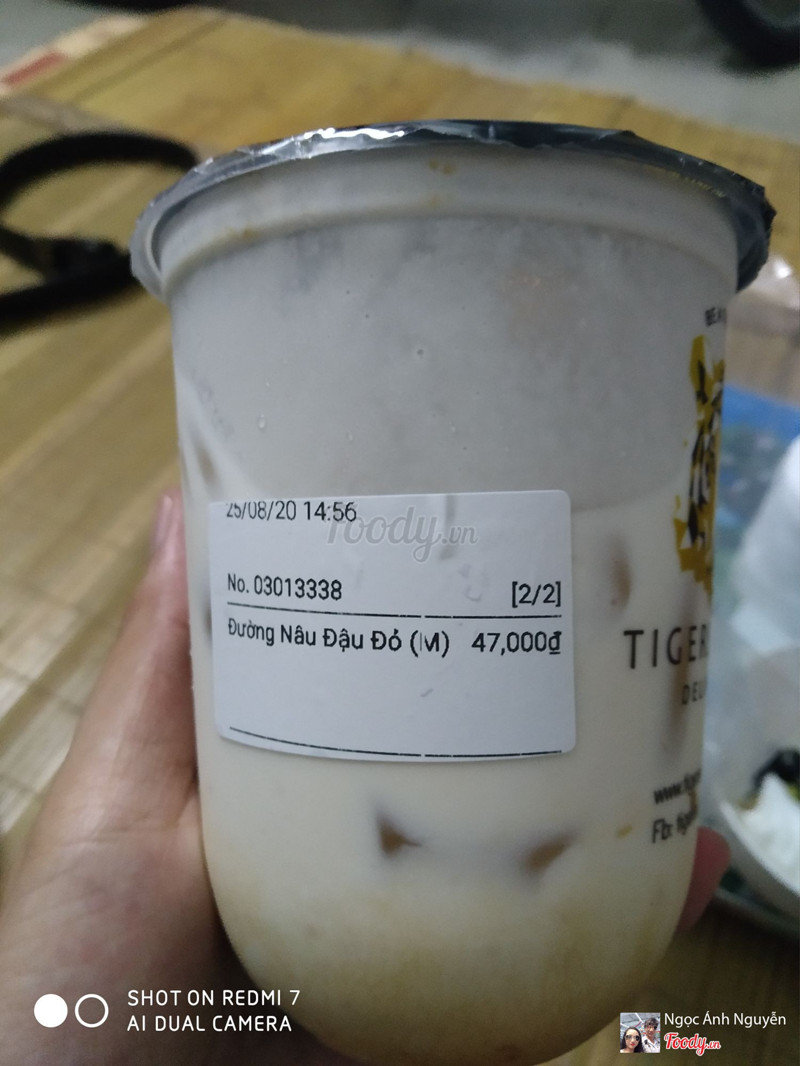 25/08/20 14:56
Foody.vn
No. 03013338 [2/2]
Đường Nâu Đậu Đỏ (M) 47,000₫
TIGER
Fb:
SHOT ON REDMI 7
AI DUAL CAMERA
Ngọc Ánh Nguyễn
Foody.vn